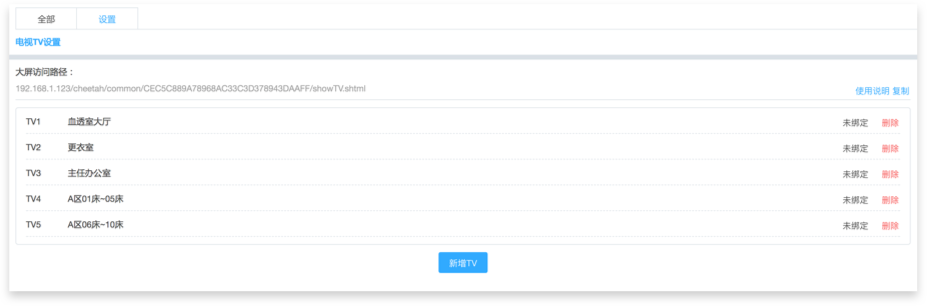 全部 设置
电视TV设置
大屏访问路径：
192.168.1.123/cheetah/common/CEC5C889A78968AC33C3D378943DAAFF/showTV.shtml
使用说明 复制
TV1 血透室大厅 未绑定 删除
TV2 更衣室 未绑定 删除
TV3 主任办公室 未绑定 删除
TV4 A区01床~05床 未绑定 删除
TV5 A区06床~10床 未绑定 删除
新增TV